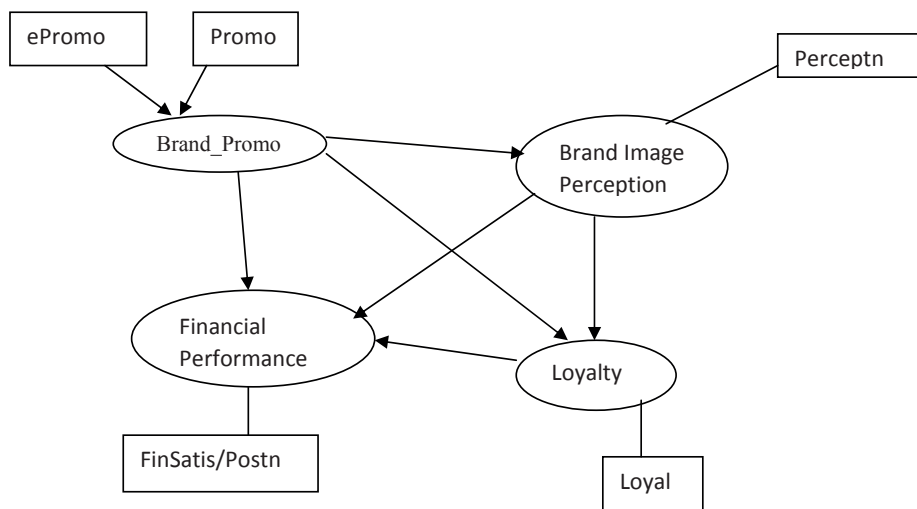 ePromo
Promo
Perceptn
Brand_Promo
Brand Image
Perception
Financial
Performance
Loyalty
FinSatis/Postn
Loyal